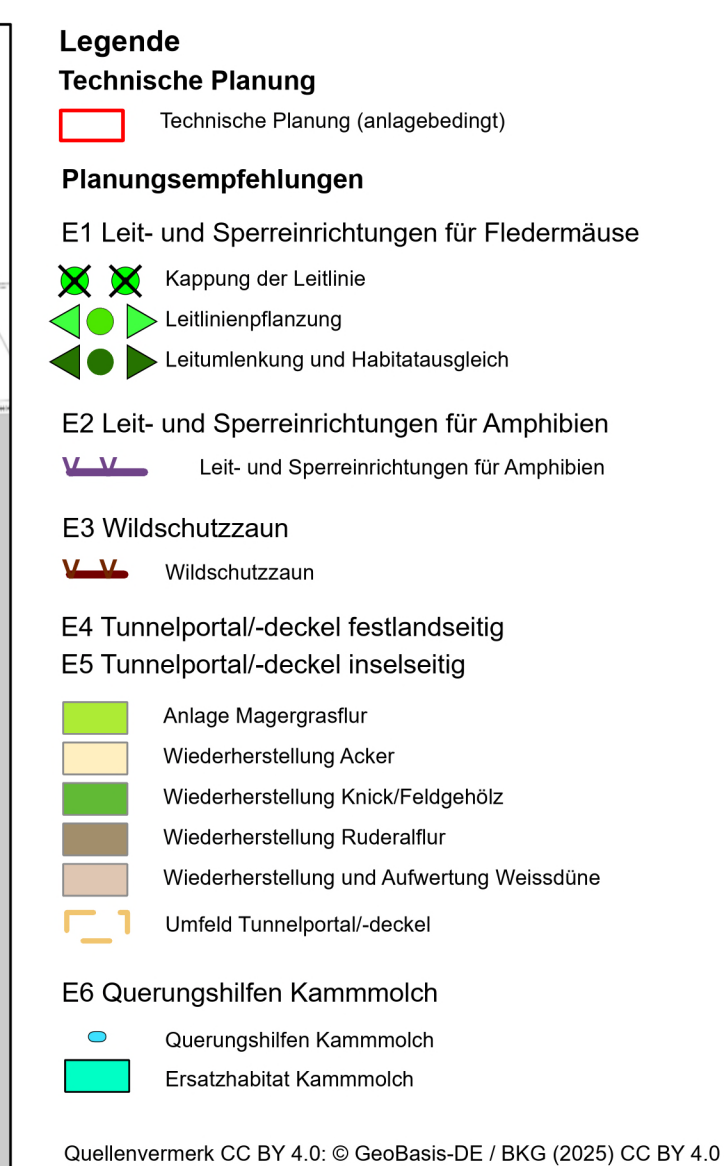 Legende
Technische Planung
Technische Planung (anlagebedingt)
Planungsempfehlungen
E1 Leit- und Sperreinrichtungen für Fledermäuse
Kappung der Leitlinie
Leitlinienpflanzung
Leitumlenkung und Habitatausgleich
E2 Leit- und Sperreinrichtungen für Amphibien
Leit- und Sperreinrichtungen für Amphibien
E3 Wildschutzzaun
Wildschutzzaun
E4 Tunnelportal/-deckel festlandseitig
E5 Tunnelportal/-deckel inselseitig
Anlage Magergrasflur
Wiederherstellung Acker
Wiederherstellung Knick/Feldgehölz
Wiederherstellung Ruderalflur
Wiederherstellung und Aufwertung Weissdüne
Umfeld Tunnelportal/-deckel
E6 Querungshilfen Kammmolch
Querungshilfen Kammmolch
Ersatzhabitat Kammmolch
Quellenvermerk CC BY 4.0: © GeoBasis-DE / BKG (2025) CC BY 4.0